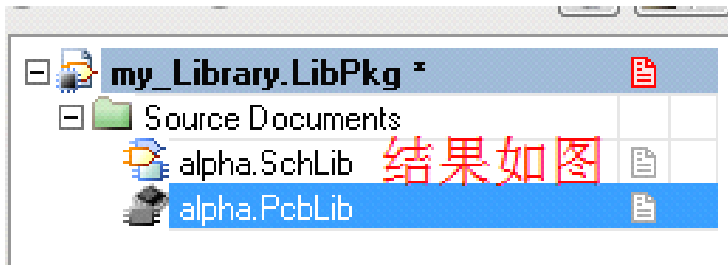 my_Library.LibPkg *
Source Documents
alpha.SchLib 结果如图
alpha.PcbLib